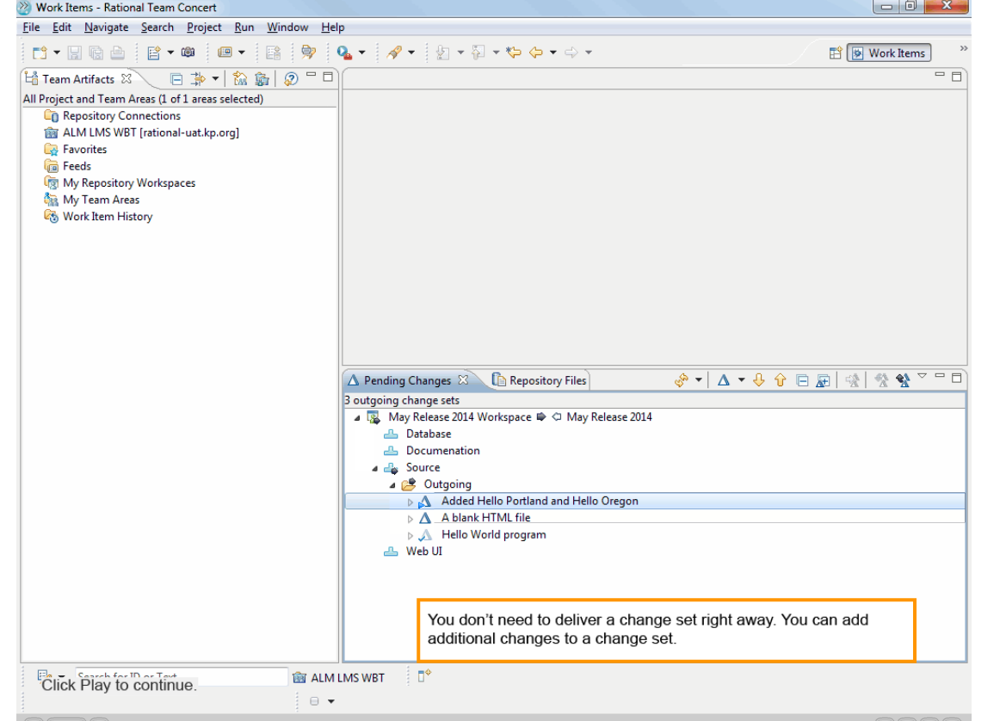 Work Items - Rational Team Concert
File Edit Navigate Search Project Run Window Help
Work Items
Team Artifacts
All Project and Team Areas (1 of 1 areas selected)
Repository Connections
ALM LMS WBT [rational-uat.kp.org]
Favorites
Feeds
My Repository Workspaces
My Team Areas
Work Item History
Pending Changes
Repository Files
3 outgoing change sets
May Release 2014 Workspace May Release 2014
Database
Documenation
Source
Outgoing
Added Hello Portland and Hello Oregon
A blank HTML file
Hello World program
Web UI
You don't need to deliver a change set right away. You can add
additional changes to a change set.
Search for ID or Text
ALM LMS WBT
Click Play to continue.